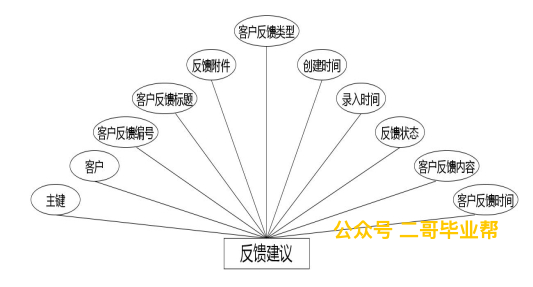 客户反馈类型
反馈附件
创建时间
客户反馈标题
录入时间
客户反馈编号
反馈状态
客户
客户反馈内容
主键
客户反馈时间
公众号 二哥毕业帮
反馈建议